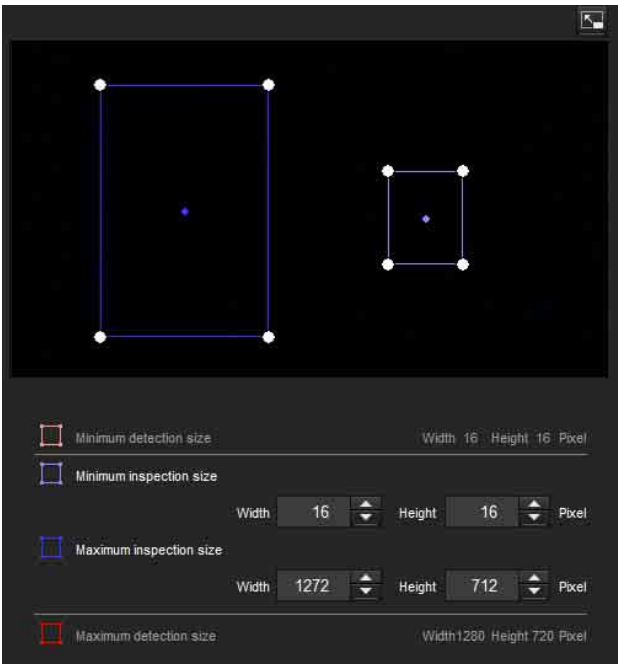 Minimum detection size Width 16 Height 16 Pixel
Minimum inspection size
Width 16 Height 16 Pixel
Maximum inspection size
Width 1272 Height 712 Pixel
Maximum detection size Width1280 Height 720 Pixel